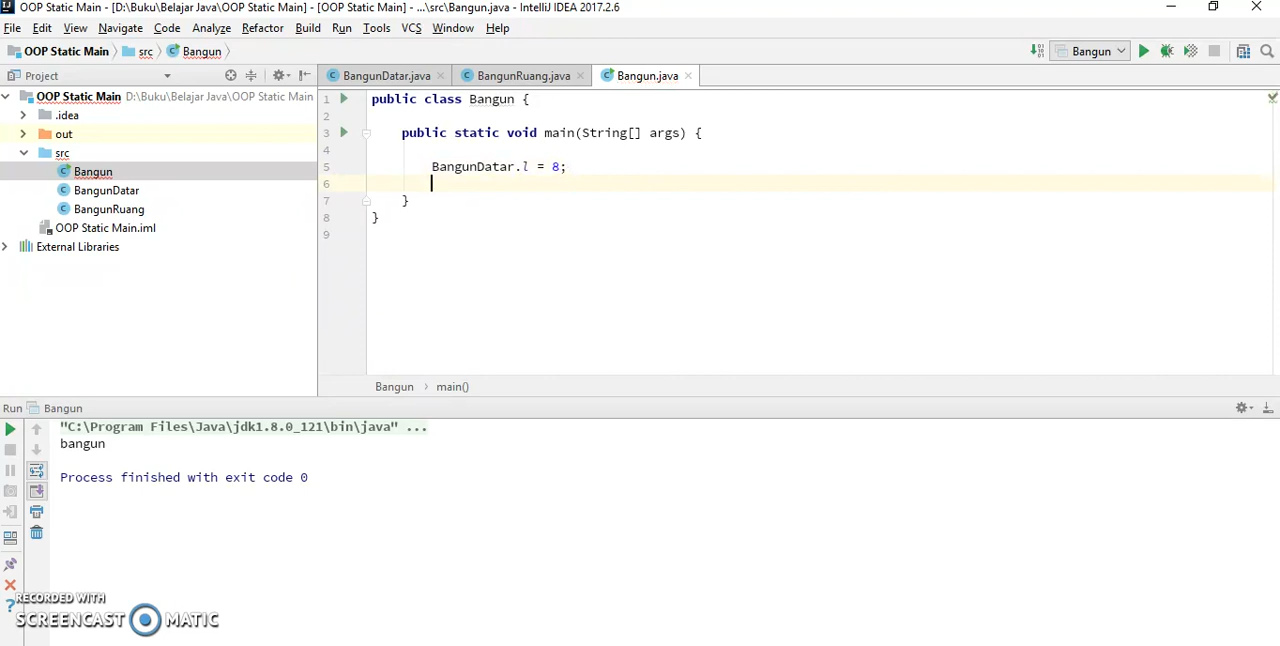 OOP Static Main - [D:\Buku\Belajar Java\OOP Static Main] - [OOP Static Main] - ...\src\Bangun.java - IntelliJ IDEA 2017.2.6
File Edit View Navigate Code Analyze Refactor Build Run Tools VCS Window Help
OOP Static Main src Bangun Bangun
Project BangunDatar.java BangunRuang.java Bangun.java
OOP Static Main D:\Buku\Belajar Java\OOP Static Main
.idea
out
src
Bangun
BangunDatar
BangunRuang
OOP Static Main.iml
External Libraries
1 public class Bangun {
2
3 public static void main(String[] args) {
4
5 BangunDatar.l = 8;
6
7 }
8 }
9
Bangun main()
Run Bangun
"C:\Program Files\Java\jdk1.8.0_121\bin\java" ...
bangun
Process finished with exit code 0
RECORDED WITH
SCREENCAST MATIC